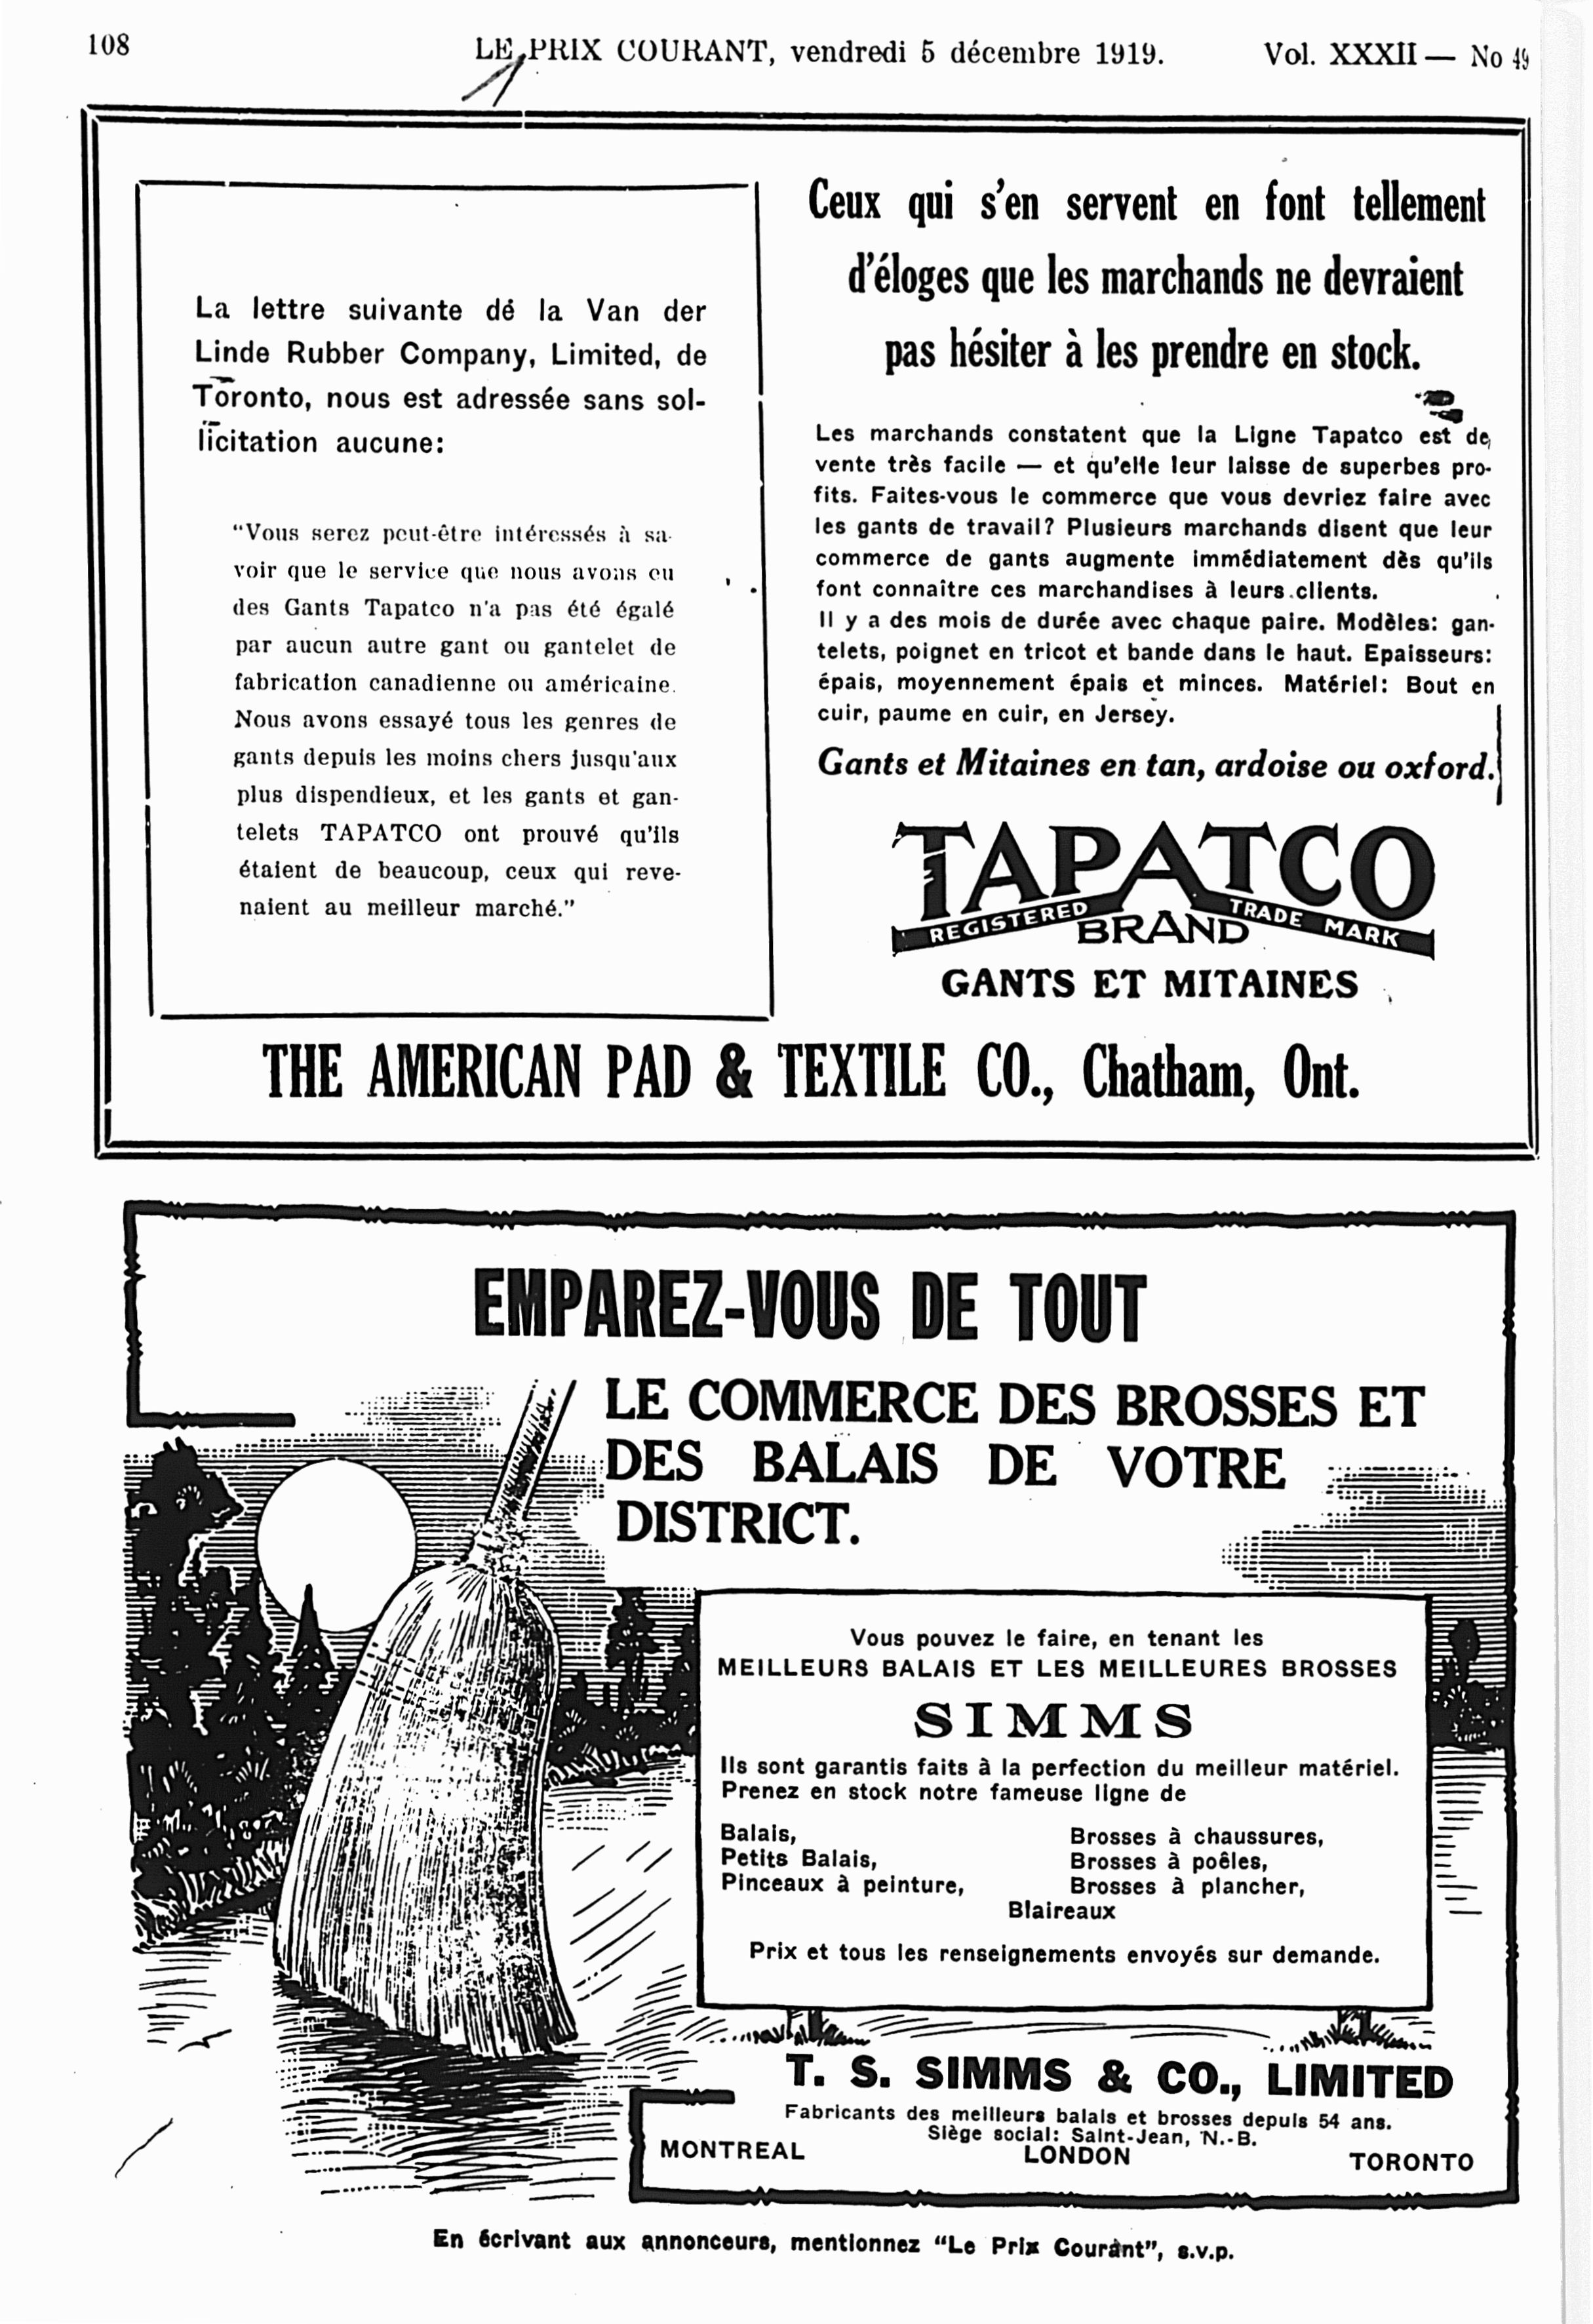 108
LE PRIX COURANT, vendredi 5 décembre 1919.
Vol. XXXII — No 49
La lettre suivante dé la Van der
Linde Rubber Company, Limited, de
Toronto, nous est adressée sans sol-
licitation aucune:
"Vous serez peut-être intéressés à sa-
voir que le service que nous avons eu
des Gants Tapatco n'a pas été égalé
par aucun autre gant ou gantelet de
fabrication canadienne ou américaine.
Nous avons essayé tous les genres de
gants depuis les moins chers jusqu'aux
plus dispendieux, et les gants et gan-
telets TAPATCO ont prouvé qu'ils
étaient de beaucoup, ceux qui reve-
naient au meilleur marché."
Ceux qui s'en servent en font tellement
d'éloges que les marchands ne devraient
pas hésiter à les prendre en stock.
Les marchands constatent que la Ligne Tapatco est de
vente très facile — et qu'elle leur laisse de superbes pro-
fits. Faites-vous le commerce que vous devriez faire avec
les gants de travail? Plusieurs marchands disent que leur
commerce de gants augmente immédiatement dès qu'ils
font connaître ces marchandises à leurs clients.
Il y a des mois de durée avec chaque paire. Modèles: gan-
telets, poignet en tricot et bande dans le haut. Epaisseurs:
épais, moyennement épais et minces. Matériel: Bout en
cuir, paume en cuir, en Jersey.
Gants et Mitaines en tan, ardoise ou oxford.
TAPATCO
REGISTERED BRAND TRADE MARK
GANTS ET MITAINES
THE AMERICAN PAD & TEXTILE CO., Chatham, Ont.
EMPAREZ-VOUS DE TOUT
LE COMMERCE DES BROSSES ET
DES BALAIS DE VOTRE
DISTRICT.
Vous pouvez le faire, en tenant les
MEILLEURS BALAIS ET LES MEILLEURES BROSSES
SIMMS
Ils sont garantis faits à la perfection du meilleur matériel.
Prenez en stock notre fameuse ligne de
Balais,
Petits Balais,
Pinceaux à peinture,
Brosses à chaussures,
Brosses à poêles,
Brosses à plancher,
Blaireaux
Prix et tous les renseignements envoyés sur demande.
T. S. SIMMS & CO., LIMITED
Fabricants des meilleurs balais et brosses depuis 54 ans.
Siège social: Saint-Jean, N.-B.
MONTREAL LONDON TORONTO
En écrivant aux annonceurs, mentionnez "Le Prix Courant", s.v.p.